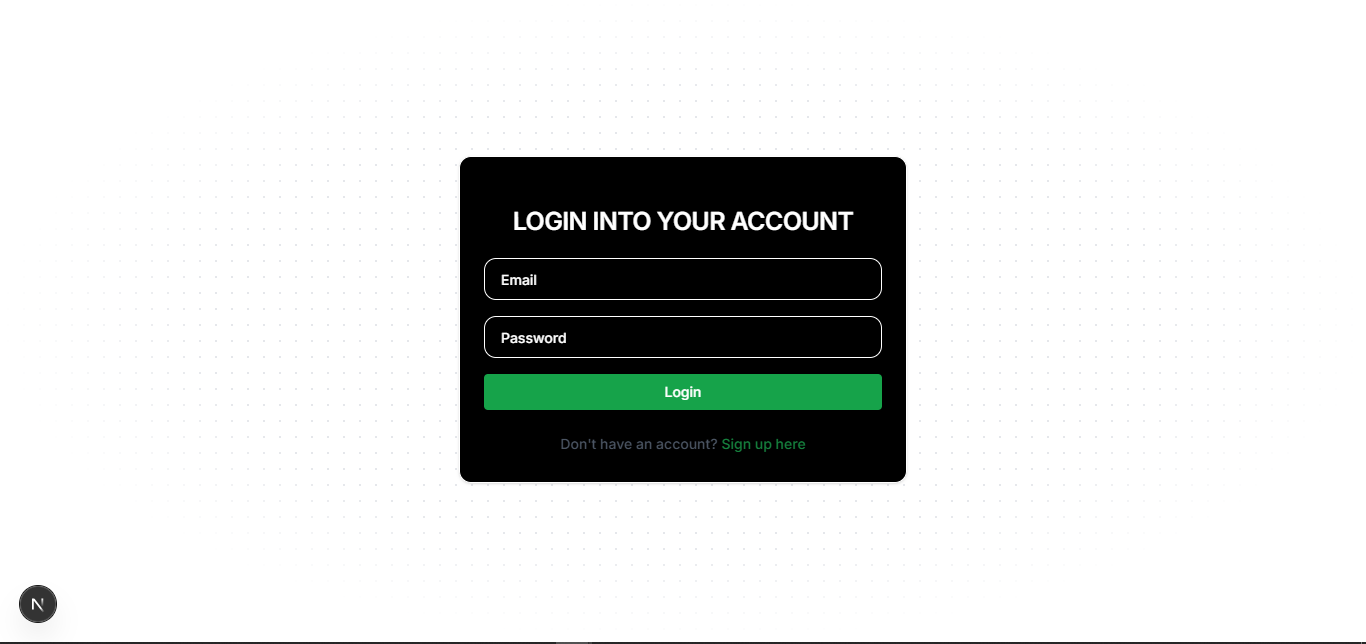 LOGIN INTO YOUR ACCOUNT
Email
Password
Login
Don't have an account? Sign up here
N